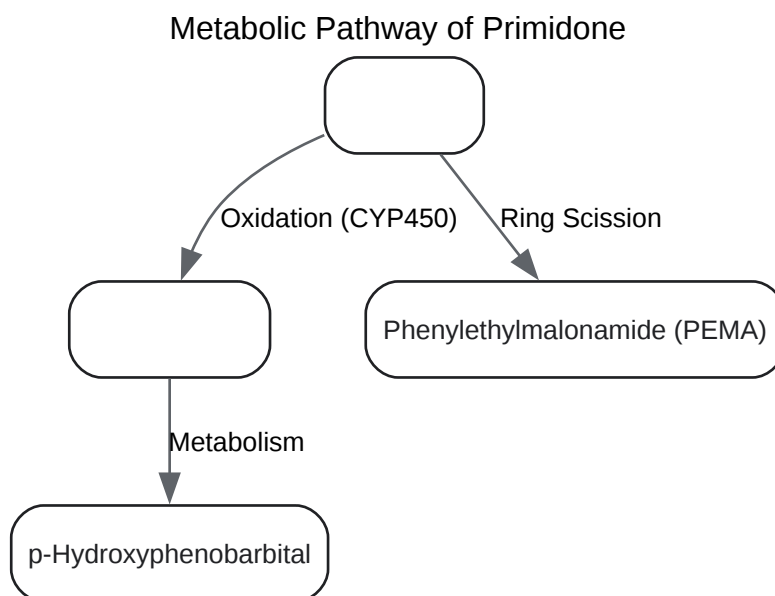 Metabolic Pathway of Primidone
Oxidation (CYP450)
Ring Scission
Phenylethylmalonamide (PEMA)
Metabolism
p-Hydroxyphenobarbital